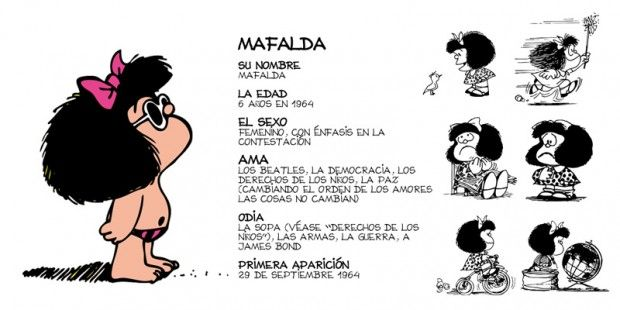 MAFALDA
SU NOMBRE
MAFALDA
LA EDAD
6 AÑOS EN 1964
EL SEXO
FEMENINO, CON ÉNFASIS EN LA
CONTESTACIÓN
AMA
LOS BEATLES, LA DEMOCRACIA, LOS
DERECHOS DE LOS NIÑOS, LA PAZ
(CAMBIANDO EL ORDEN DE LOS AMORES
LAS COSAS NO CAMBIAN)
ODIA
LA SOPA (VÉASE "DERECHOS DE LOS
NIÑOS"), LAS ARMAS, LA GUERRA, A
JAMES BOND
PRIMERA APARICIÓN
29 DE SEPTIEMBRE 1964